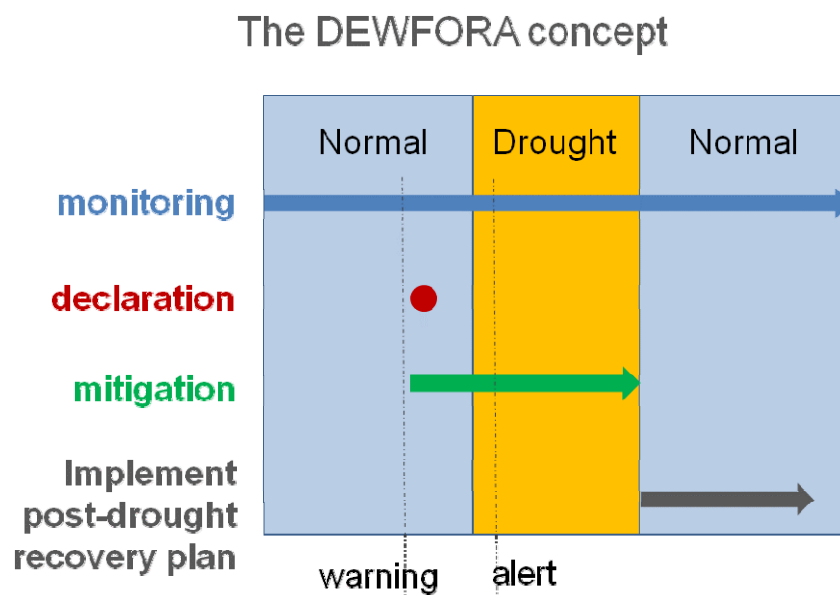 The DEWFORA concept
Normal Drought Normal
monitoring
declaration
mitigation
Implement
post-drought
recovery plan
warning alert